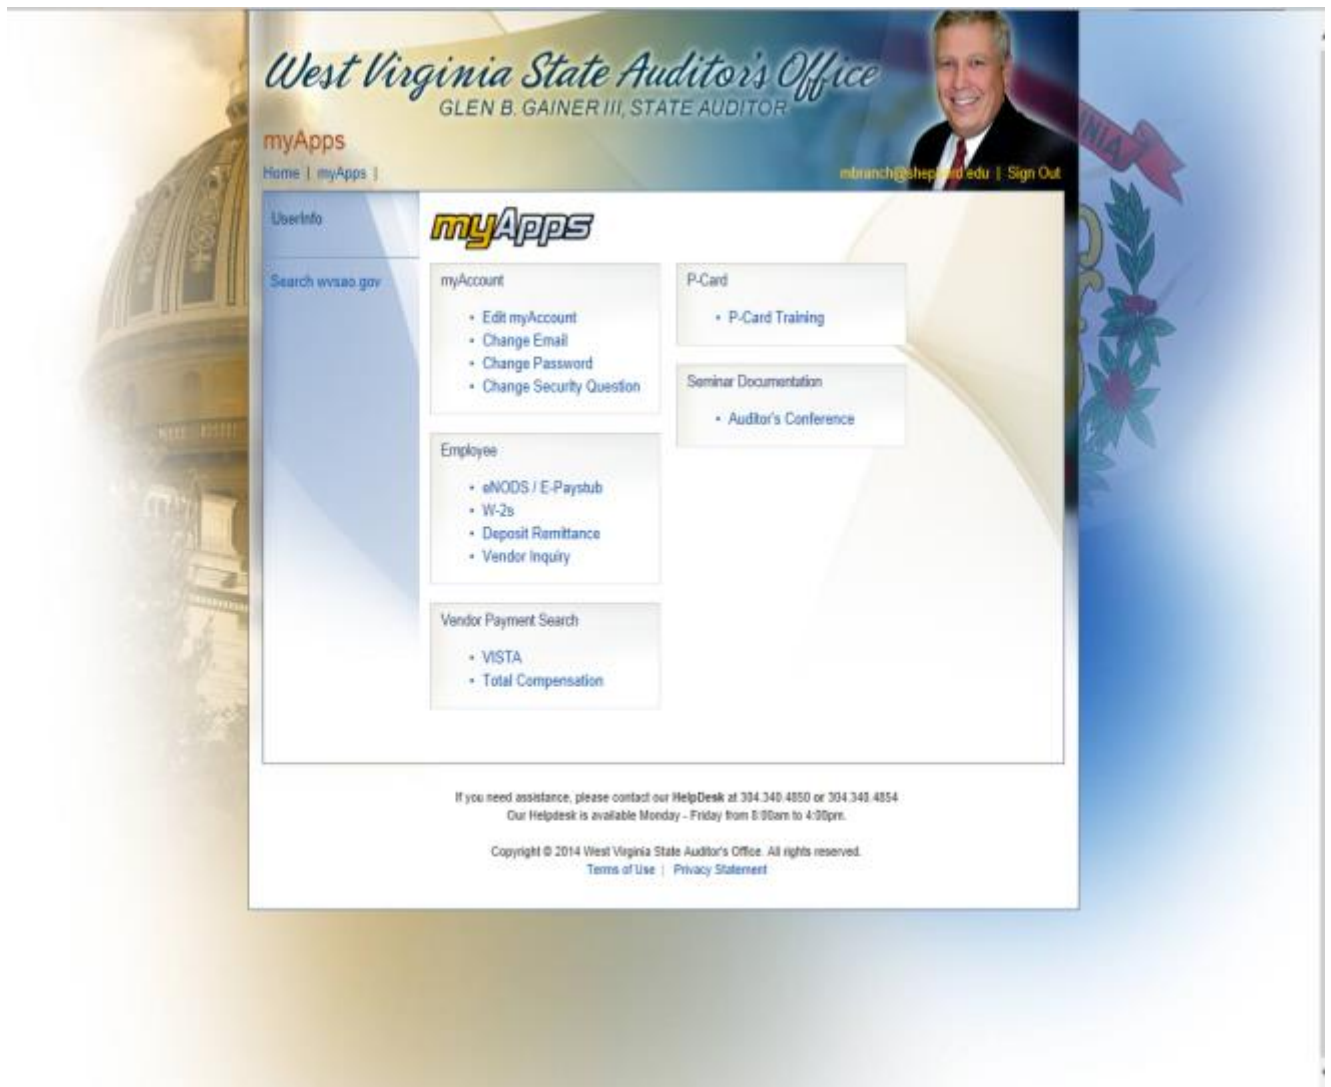 West Virginia State Auditor's Office
GLEN B. GAINER III, STATE AUDITOR
myApps
Home | myApps |
mbranch@shepherd.edu | Sign Out
UserInfo
Search wvsao.gov
myApps
myAccount
• Edit myAccount
• Change Email
• Change Password
• Change Security Question
Employee
• eNODS / E-Paystub
• W-2s
• Deposit Remittance
• Vendor Inquiry
Vendor Payment Search
• VISTA
• Total Compensation
P-Card
• P-Card Training
Seminar Documentation
• Auditor's Conference
If you need assistance, please contact our HelpDesk at 304.340.4850 or 304.340.4854
Our Helpdesk is available Monday - Friday from 8:00am to 4:00pm.
Copyright © 2014 West Virginia State Auditor's Office. All rights reserved.
Terms of Use | Privacy Statement